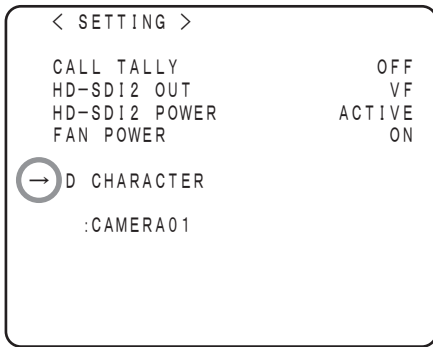 < SETTING >
CALL TALLY OFF
HD-SDI2 OUT VF
HD-SDI2 POWER ACTIVE
FAN POWER ON
→ D CHARACTER
:CAMERA01